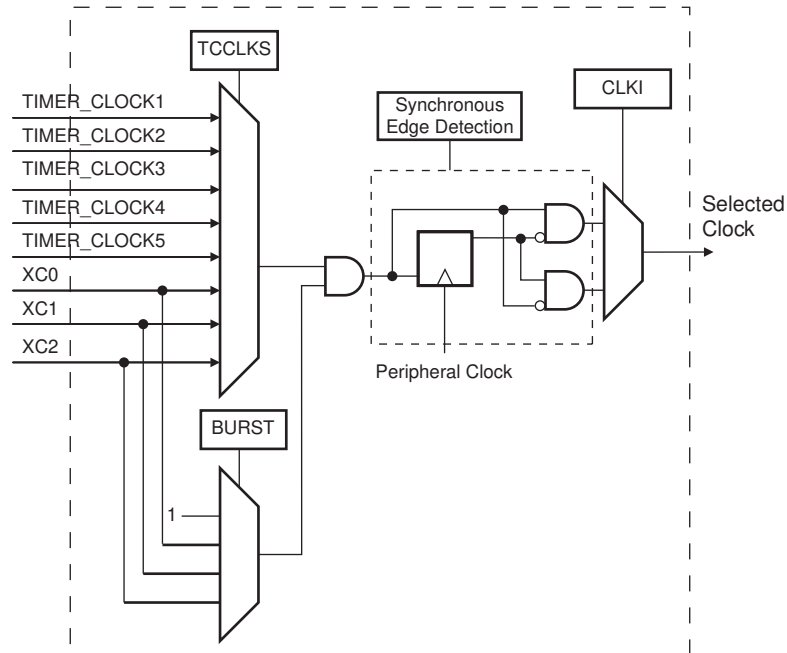 TCCLKS
TIMER_CLOCK1
TIMER_CLOCK2
TIMER_CLOCK3
TIMER_CLOCK4
TIMER_CLOCK5
XC0
XC1
XC2
Synchronous
Edge Detection
CLKI
Selected
Clock
Peripheral Clock
BURST
1